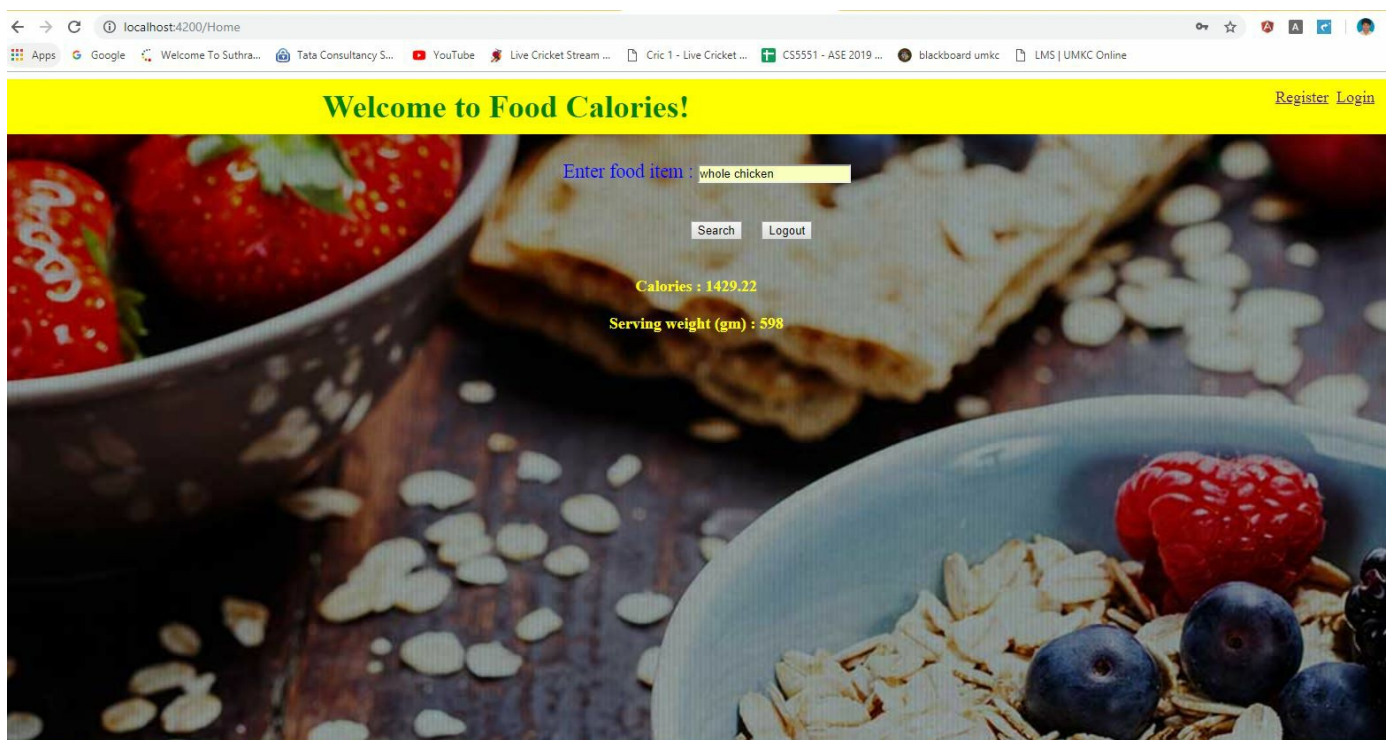 localhost:4200/Home
Apps Google Welcome To Suthra... Tata Consultancy S... YouTube Live Cricket Stream ... Cric 1 - Live Cricket ... CS5551 - ASE 2019 ... blackboard umkc LMS | UMKC Online
Welcome to Food Calories!
Register Login
Enter food item : whole chicken
Search Logout
Calories : 1429.22
Serving weight (gm) : 598